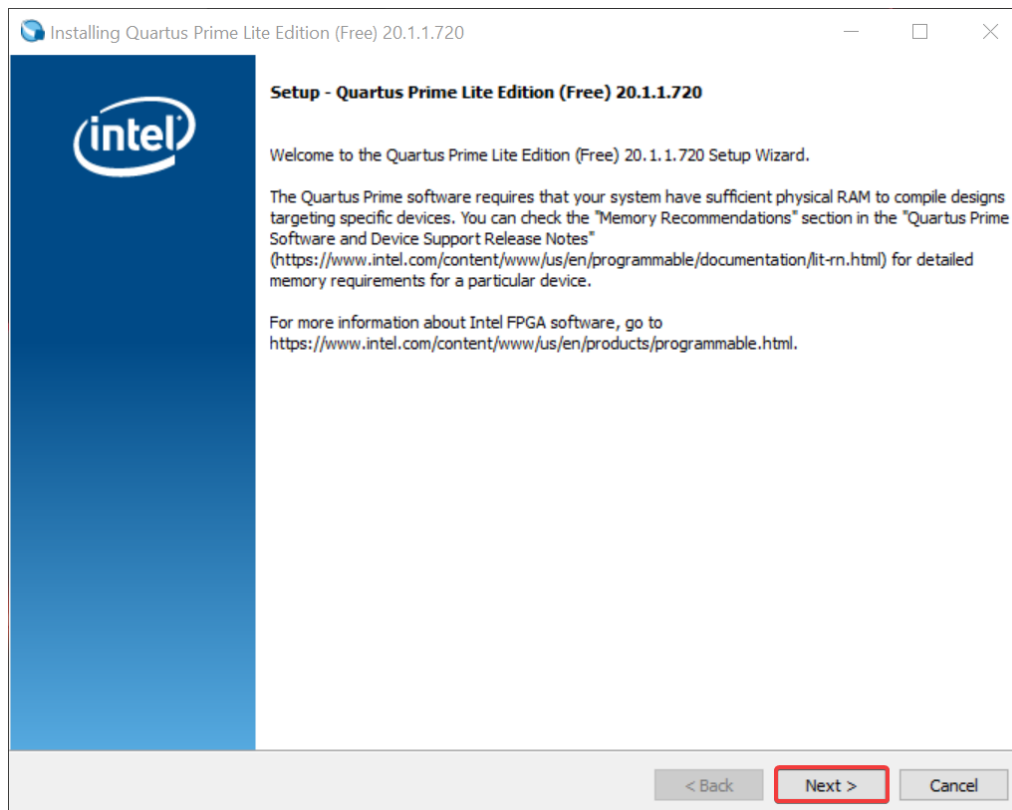 Installing Quartus Prime Lite Edition (Free) 20.1.1.720
intel
Setup - Quartus Prime Lite Edition (Free) 20.1.1.720
Welcome to the Quartus Prime Lite Edition (Free) 20.1.1.720 Setup Wizard.
The Quartus Prime software requires that your system have sufficient physical RAM to compile designs
targeting specific devices. You can check the "Memory Recommendations" section in the "Quartus Prime
Software and Device Support Release Notes"
(https://www.intel.com/content/www/us/en/programmable/documentation/lit-rn.html) for detailed
memory requirements for a particular device.
For more information about Intel FPGA software, go to
https://www.intel.com/content/www/us/en/products/programmable.html.
< Back
Next >
Cancel